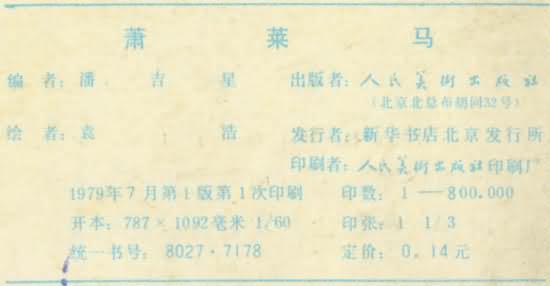 萧莱马
编者：潘吉星 出版者：人民美術出版社
（北京北总布胡同32号）
绘者：袁浩 发行者：新华书店北京发行所
印刷者：人民美術出版社印刷厂
1979年7月第1版第1次印刷 印数：1—800.000
开本：787×1092毫米 1/60 印张：1 1/3
统一书号：8027·7178 定价：0.14元